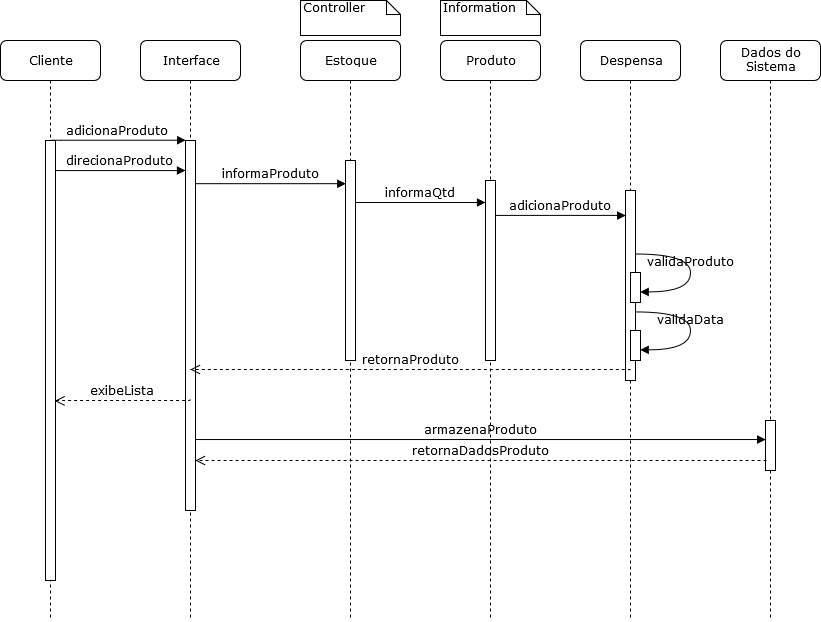 Controller
Information
Cliente
Interface
Estoque
Produto
Despensa
Dados do
Sistema
adicionaProduto
direcionaProduto
informaProduto
informaQtd
adicionaProduto
validaProduto
validaData
retornaProduto
exibeLista
armazenaProduto
retornaDadosProduto